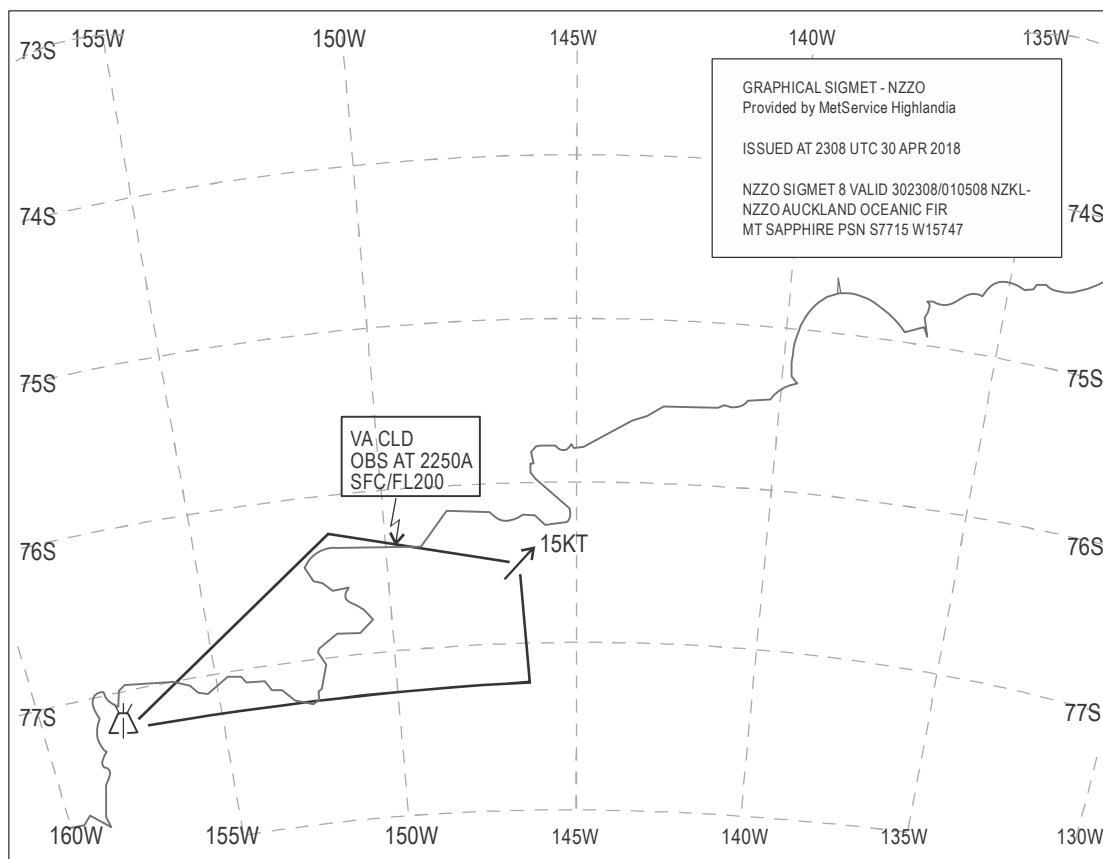 155W 150W 145W 140W 135W
73S
GRAPHICAL SIGMET - NZZO
Provided by MetService Highlandia
ISSUED AT 2308 UTC 30 APR 2018
NZZO SIGMET 8 VALID 302308/010508 NZKL-
NZZO AUCKLAND OCEANIC FIR
MT SAPPHIRE PSN S7715 W15747
74S 74S
75S 75S
VA CLD
OBS AT 2250A
SFC/FL200
15KT
76S 76S
77S 77S
160W 155W 150W 145W 140W 135W 130W